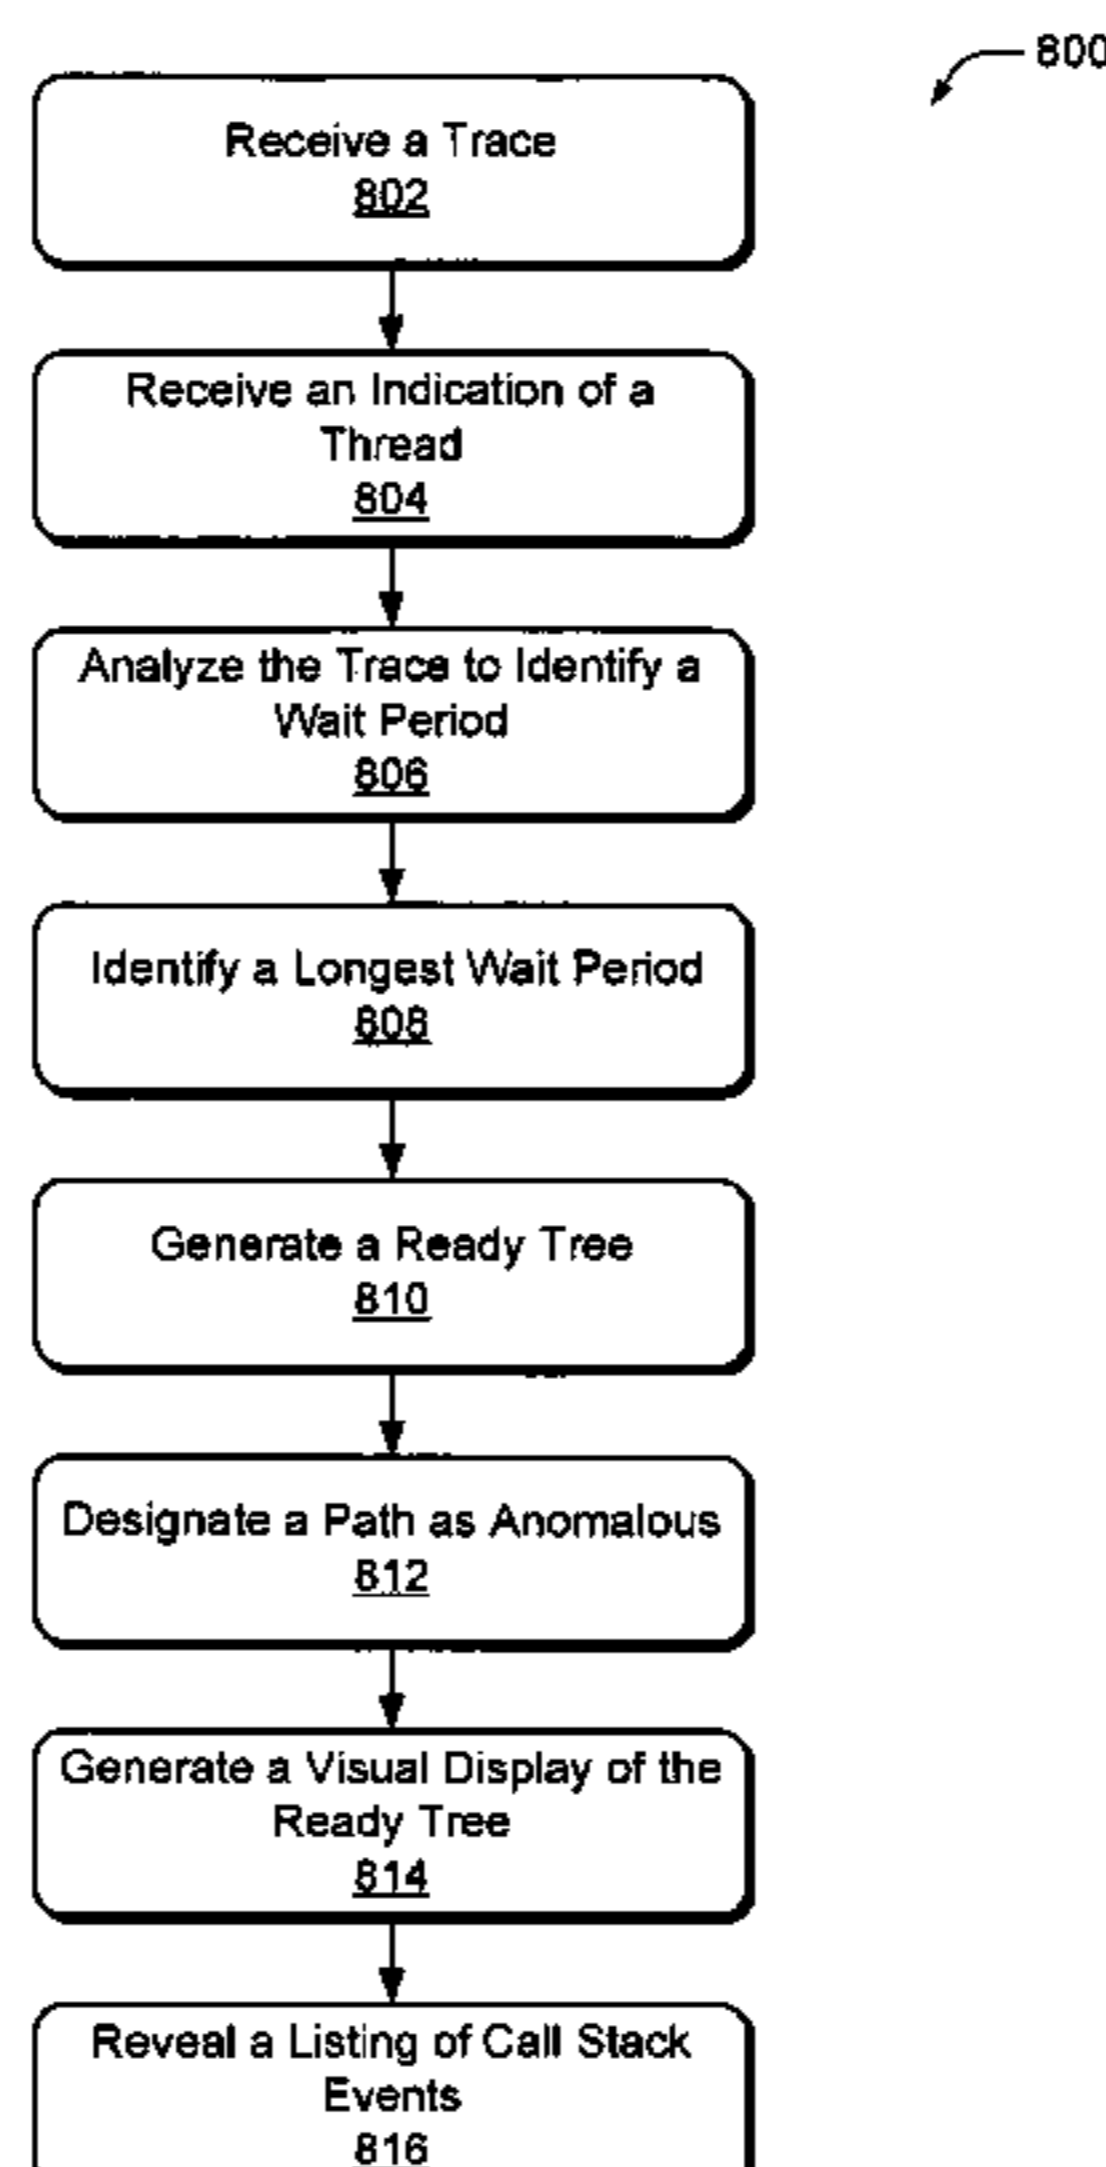 800
Receive a Trace
802
Receive an Indication of a
Thread
804
Analyze the Trace to Identify a
Wait Period
806
Identify a Longest Wait Period
808
Generate a Ready Tree
810
Designate a Path as Anomalous
812
Generate a Visual Display of the
Ready Tree
814
Reveal a Listing of Call Stack
Events
816